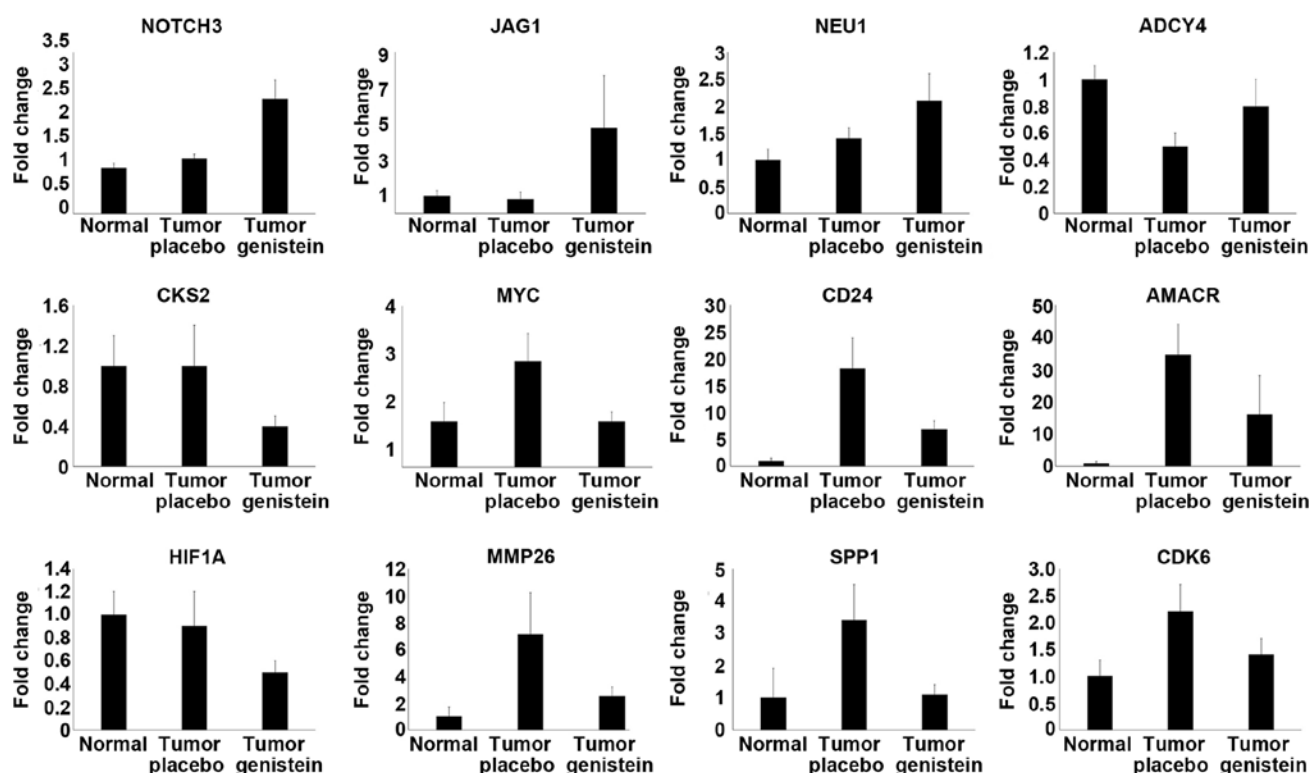 NOTCH3
3.5
3
2.5
2
1.5
1
0.5
0
Fold change
Normal Tumor Tumor
placebo genistein
JAG1
9
7
5
3
1
Fold change
Normal Tumor Tumor
placebo genistein
NEU1
3
2.5
2
1.5
1
0.5
0
Fold change
Normal Tumor Tumor
placebo genistein
ADCY4
1.2
1
0.8
0.6
0.4
0.2
0
Fold change
Normal Tumor Tumor
placebo genistein
CKS2
1.6
1.2
0.8
0.4
0
Fold change
Normal Tumor Tumor
placebo genistein
MYC
4
3
2
1
Fold change
Normal Tumor Tumor
placebo genistein
CD24
30
25
20
15
10
5
0
Fold change
Normal Tumor Tumor
placebo genistein
AMACR
50
40
30
20
10
0
Fold change
Normal Tumor Tumor
placebo genistein
HIF1A
1.4
1.2
1.0
0.8
0.6
0.4
0.2
0
Fold change
Normal Tumor Tumor
placebo genistein
MMP26
12
10
8
6
4
2
0
Fold change
Normal Tumor Tumor
placebo genistein
SPP1
5
4
3
2
1
0
Fold change
Normal Tumor Tumor
placebo genistein
CDK6
3.0
2.5
2.0
1.5
1.0
0.5
0
Fold change
Normal Tumor Tumor
placebo genistein